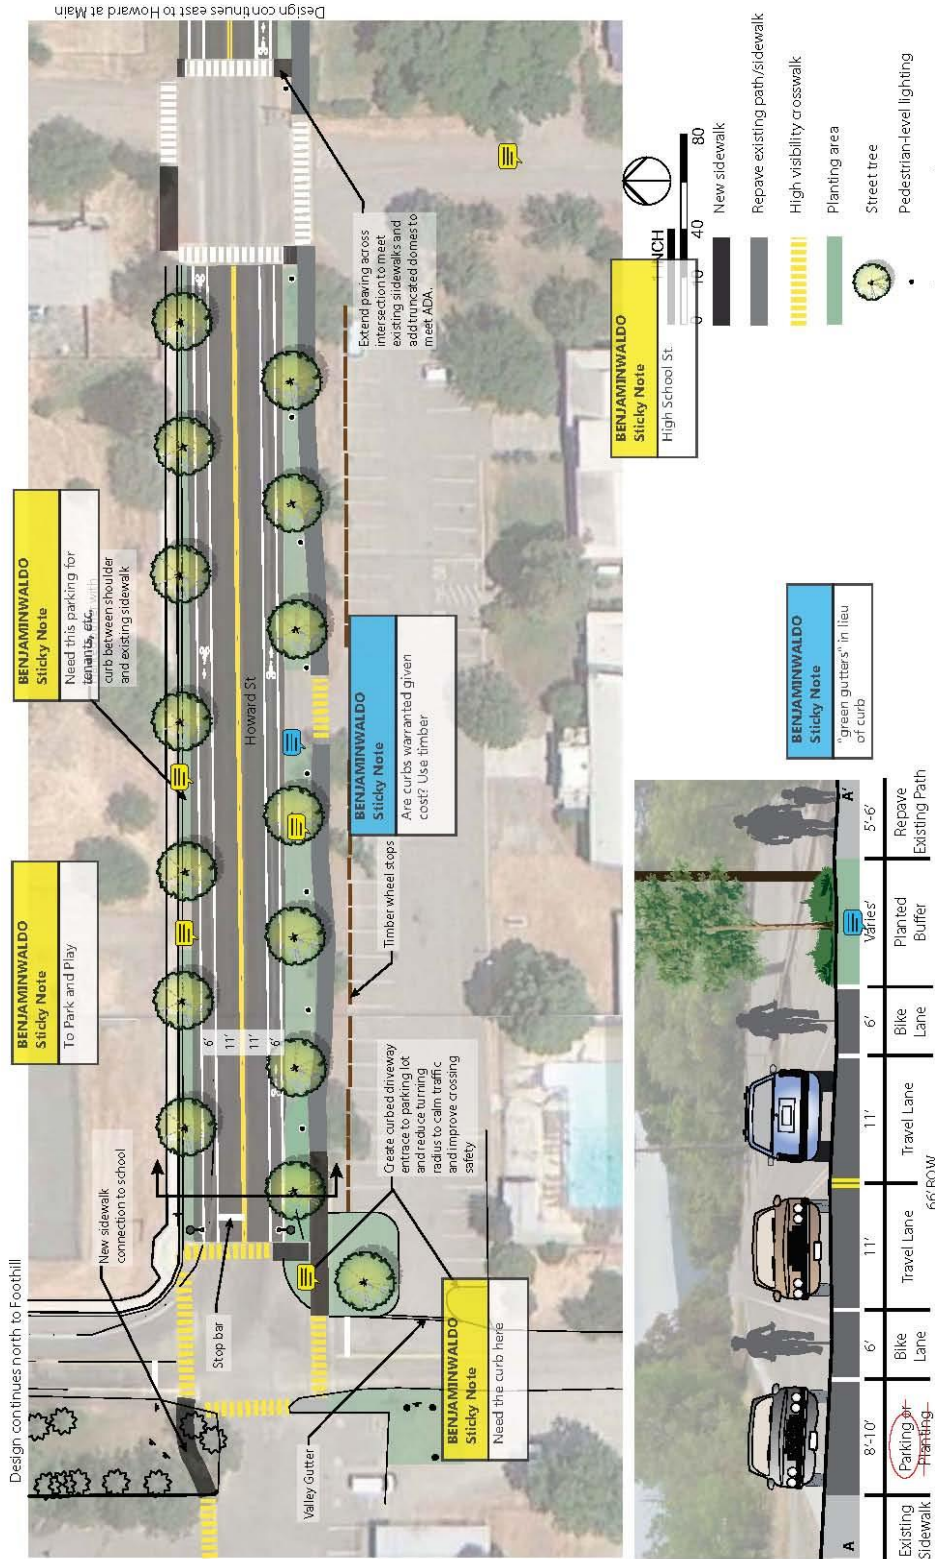 Design continues north to Foothill
New sidewalk
connection to school
BENJAMINWALDO
Sticky Note
To Park and Play
BENJAMINWALDO
Sticky Note
Need this parking for
tenants, etc.
with
curb between shoulder
and existing sidewalk
Design continues east to Howard at Main
Stop bar
6'
11'
11'
6'
Howard St
Valley Gutter
BENJAMINWALDO
Sticky Note
Need the curb here
Create curbed driveway
entrace to parking lot
and reduce turning
radius to calm traffic
and improve crossing
safety
Timber wheel stops
BENJAMINWALDO
Sticky Note
Are curbs warranted given
cost? Use timber
Extend paving across
intersection to meet
existing sidewalks and
add truncated domes to
meet ADA.
BENJAMINWALDO
Sticky Note
High School St.
INCH
0
40
80
New sidewalk
Repave existing path/sidewalk
High visibility crosswalk
Planting area
Street tree
Pedestrian-level lighting
BENJAMINWALDO
Sticky Note
"green gutters" in lieu
of curb
A
A'
8'-10'
6'
11'
11'
6'
Varies'
5'-6'
Existing
Sidewalk
Parking or
Planting
Bike
Lane
Travel Lane
Travel Lane
Bike
Lane
Planted
Buffer
Repave
Existing Path
66' ROW